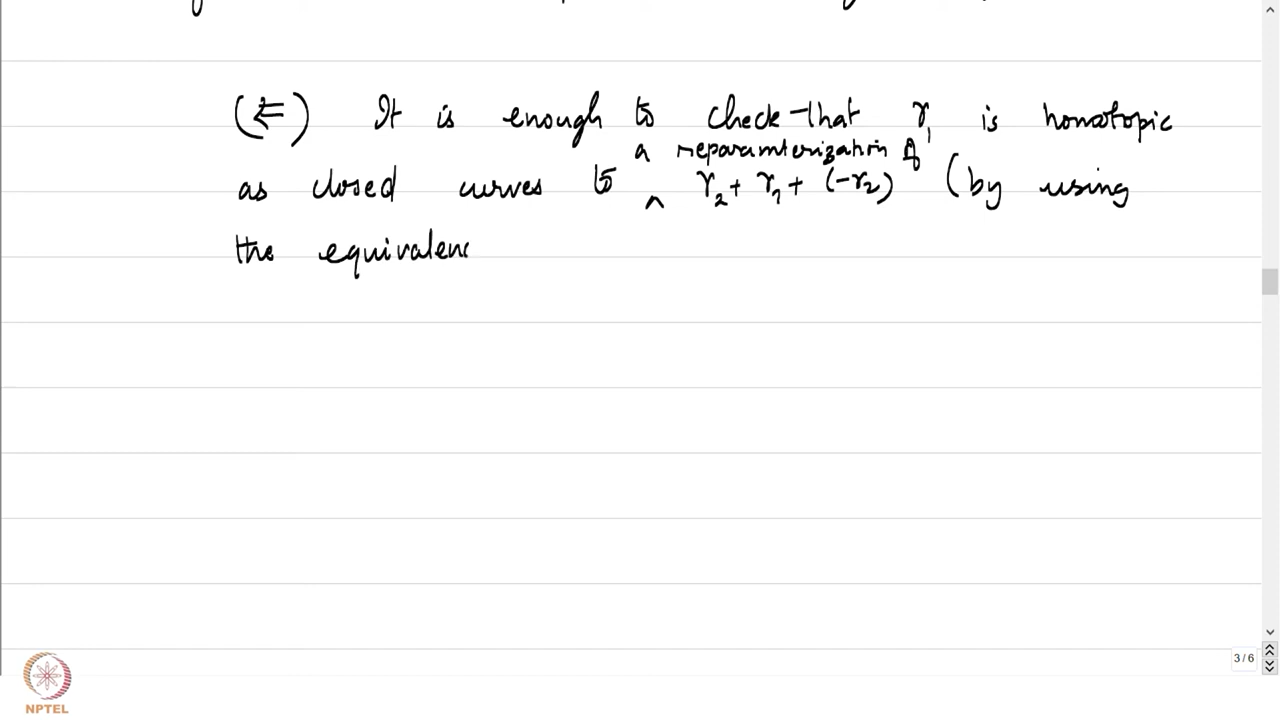 (⇐) It is enough to check that γ₁ is homotopic
a reparamterization of
as closed curves to ‸ γ₂ + γ₁ + (-γ₂) (by using
the equivalenc
3 / 6
NPTEL